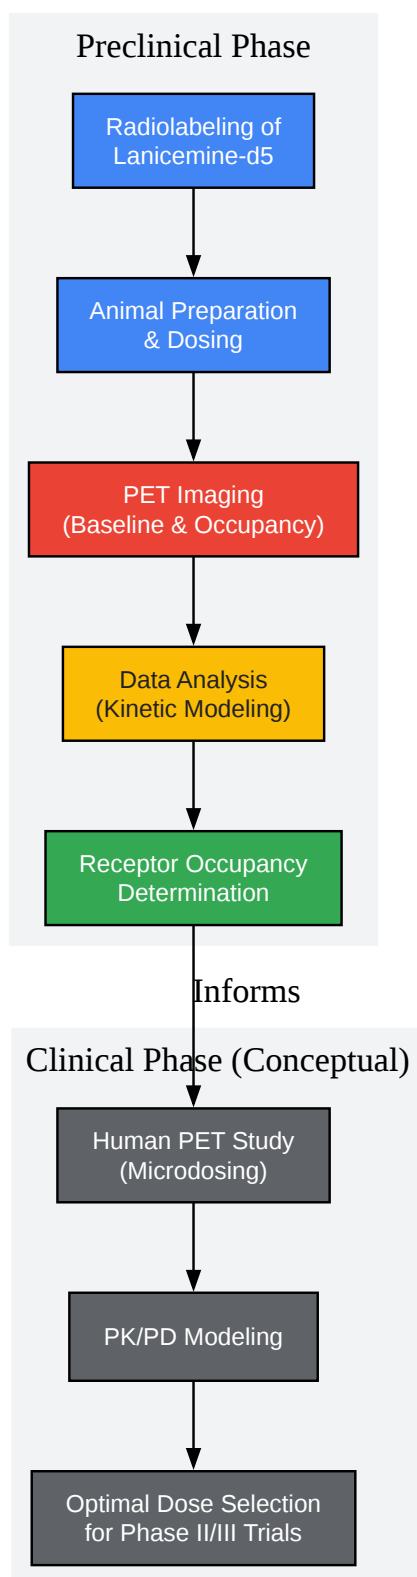 Preclinical Phase
Radiolabeling of
Lanicemine-d5
Animal Preparation
& Dosing
PET Imaging
(Baseline & Occupancy)
Data Analysis
(Kinetic Modeling)
Receptor Occupancy
Determination
Informs
Clinical Phase (Conceptual)
Human PET Study
(Microdosing)
PK/PD Modeling
Optimal Dose Selection
for Phase II/III Trials